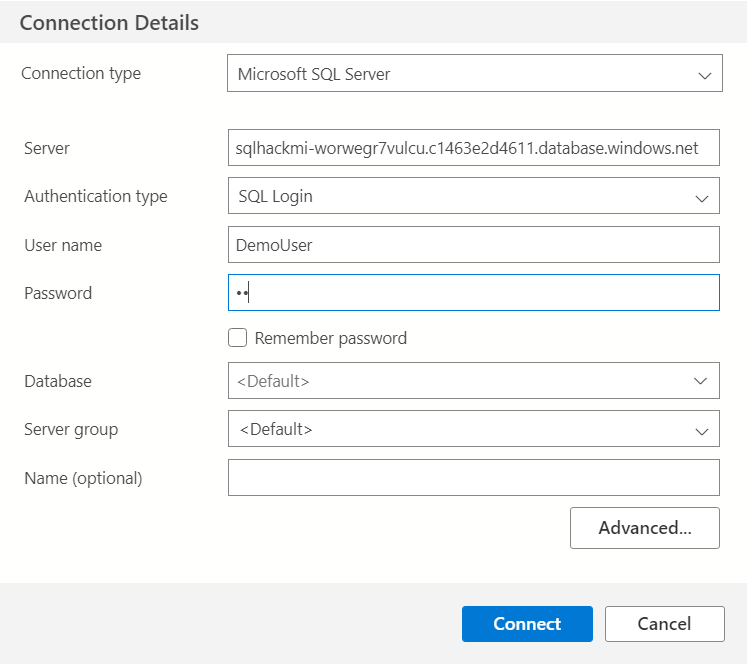 Connection Details
Connection type
Microsoft SQL Server
Server
sqlhackmi-worwegr7vulcu.c1463e2d4611.database.windows.net
Authentication type
SQL Login
User name
DemoUser
Password
••
Remember password
Database
<Default>
Server group
<Default>
Name (optional)
Advanced...
Connect
Cancel